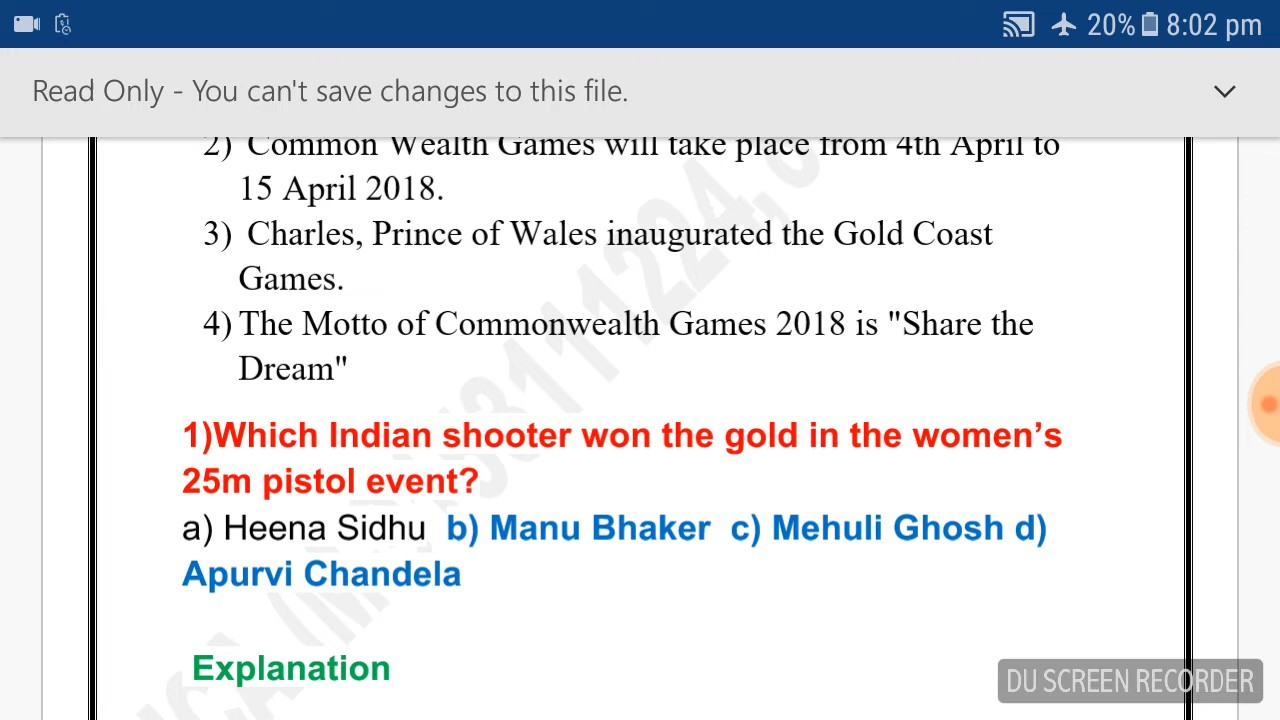 20% 8:02 pm
Read Only - You can't save changes to this file.
2) Common Wealth Games will take place from 4th April to
15 April 2018.
3) Charles, Prince of Wales inaugurated the Gold Coast
Games.
4) The Motto of Commonwealth Games 2018 is "Share the
Dream"
1)Which Indian shooter won the gold in the women’s
25m pistol event?
a) Heena Sidhu b) Manu Bhaker c) Mehuli Ghosh d)
Apurvi Chandela
Explanation
DU SCREEN RECORDER